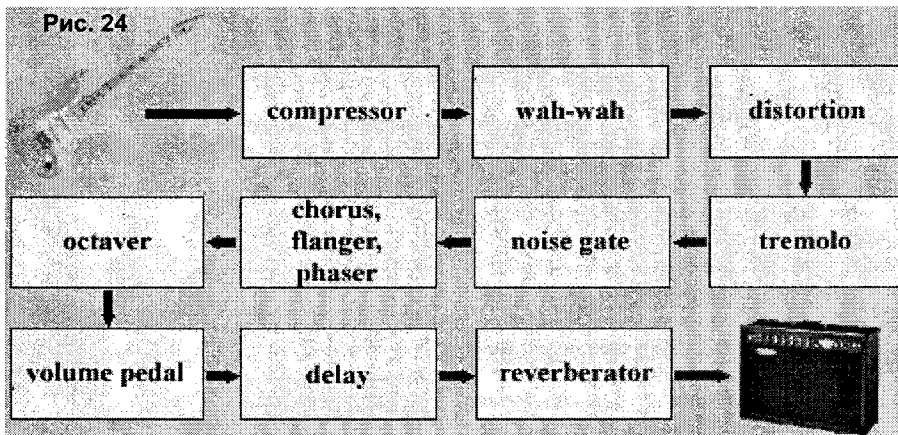 Рис. 24
compressor
wah-wah
distortion
tremolo
noise gate
chorus,
flanger,
phaser
octaver
volume pedal
delay
reverberator